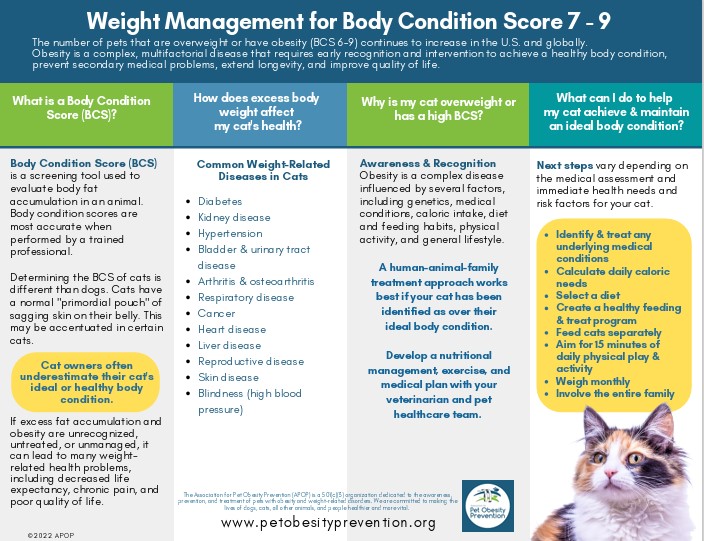 Weight Management for Body Condition Score 7 - 9
The number of pets that are overweight or have obesity (BCS 6-9) continues to increase in the U.S. and globally.
Obesity is a complex, multifactorial disease that requires early recognition and intervention to achieve a healthy body condition,
prevent secondary medical problems, extend longevity, and improve quality of life.
What is a Body Condition
Score (BCS)?
Body Condition Score (BCS)
is a screening tool used to
evaluate body fat
accumulation in an animal.
Body condition scores are
most accurate when
performed by a trained
professional.
Determining the BCS of cats is
different than dogs. Cats have
a normal "primordial pouch" of
sagging skin on their belly. This
may be accentuated in certain
cats.
Cat owners often
underestimate their cat's
ideal or healthy body
condition.
If excess fat accumulation and
obesity are unrecognized,
untreated, or unmanaged, it
can lead to many weight-
related health problems,
including decreased life
expectancy, chronic pain, and
poor quality of life.
©2022 APOP
How does excess body
weight affect
my cat's health?
Common Weight-Related
Diseases in Cats
• Diabetes
• Kidney disease
• Hypertension
• Bladder & urinary tract
disease
• Arthritis & osteoarthritis
• Respiratory disease
• Cancer
• Heart disease
• Liver disease
• Reproductive disease
• Skin disease
• Blindness (high blood
pressure)
Why is my cat overweight or
has a high BCS?
Awareness & Recognition
Obesity is a complex disease
influenced by several factors,
including genetics, medical
conditions, caloric intake, diet
and feeding habits, physical
activity, and general lifestyle.
A human-animal-family
treatment approach works
best if your cat has been
identified as over their
ideal body condition.
Develop a nutritional
management, exercise, and
medical plan with your
veterinarian and pet
healthcare team.
What can I do to help
my cat achieve & maintain
an ideal body condition?
Next steps vary depending on
the medical assessment and
immediate health needs and
risk factors for your cat.
• Identify & treat any
underlying medical
conditions
• Calculate daily caloric
needs
• Select a diet
• Create a healthy feeding
& treat program
• Feed cats separately
• Aim for 15 minutes of
daily physical play &
activity
• Weigh monthly
• Involve the entire family
The Association for Pet Obesity Prevention (APOP) is a 501(c)(3) organization dedicated to the awareness,
prevention, and treatment of pets with obesity and weight-related disorders. We are committed to making the
lives of dogs, cats, all other animals, and people healthier and more vital.
www.petobesityprevention.org
Pet Obesity
Prevention